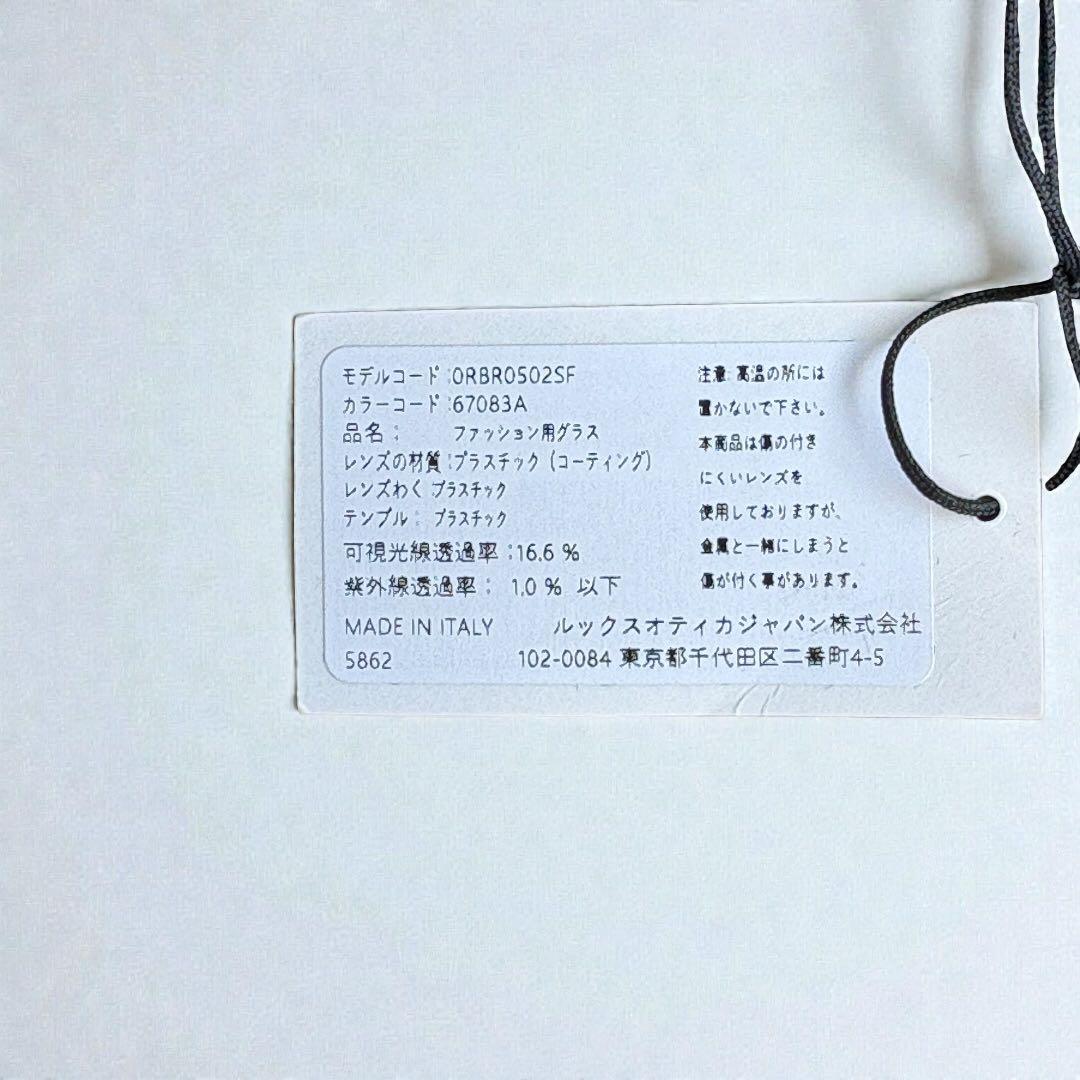 モデルコード:0RBR0502SF
カラーコード:67083A
品名: ファッション用グラス
レンズの材質:プラスチック (コーティング)
レンズわく プラスチック
テンプル: プラスチック
可視光線透過率:16.6 %
紫外線透過率: 1.0 % 以下
MADE IN ITALY
5862
注意 高温の所には
置かないで下さい。
本商品は傷の付き
にくいレンズを
使用しておりますが、
金属と一緒にしまうと
傷が付く事があります。
ルックスオティカジャパン株式会社
102-0084 東京都千代田区二番町4-5